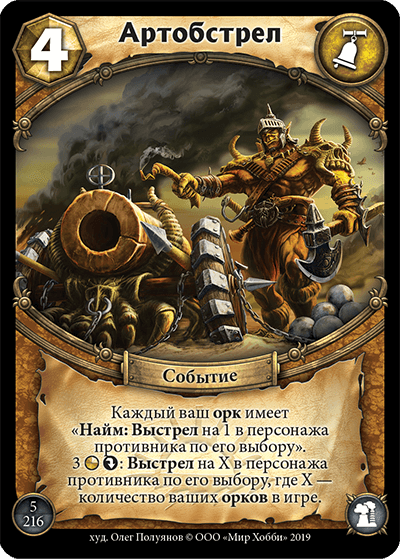 4
Артобстрел
Событие
Каждый ваш орк имеет
«Найм: Выстрел на 1 в персонажа
противника по его выбору».
3 : Выстрел на X в персонажа
противника по его выбору, где X —
количество ваших орков в игре.
5
216
худ. Олег Полуянов © ООО «Мир Хобби» 2019